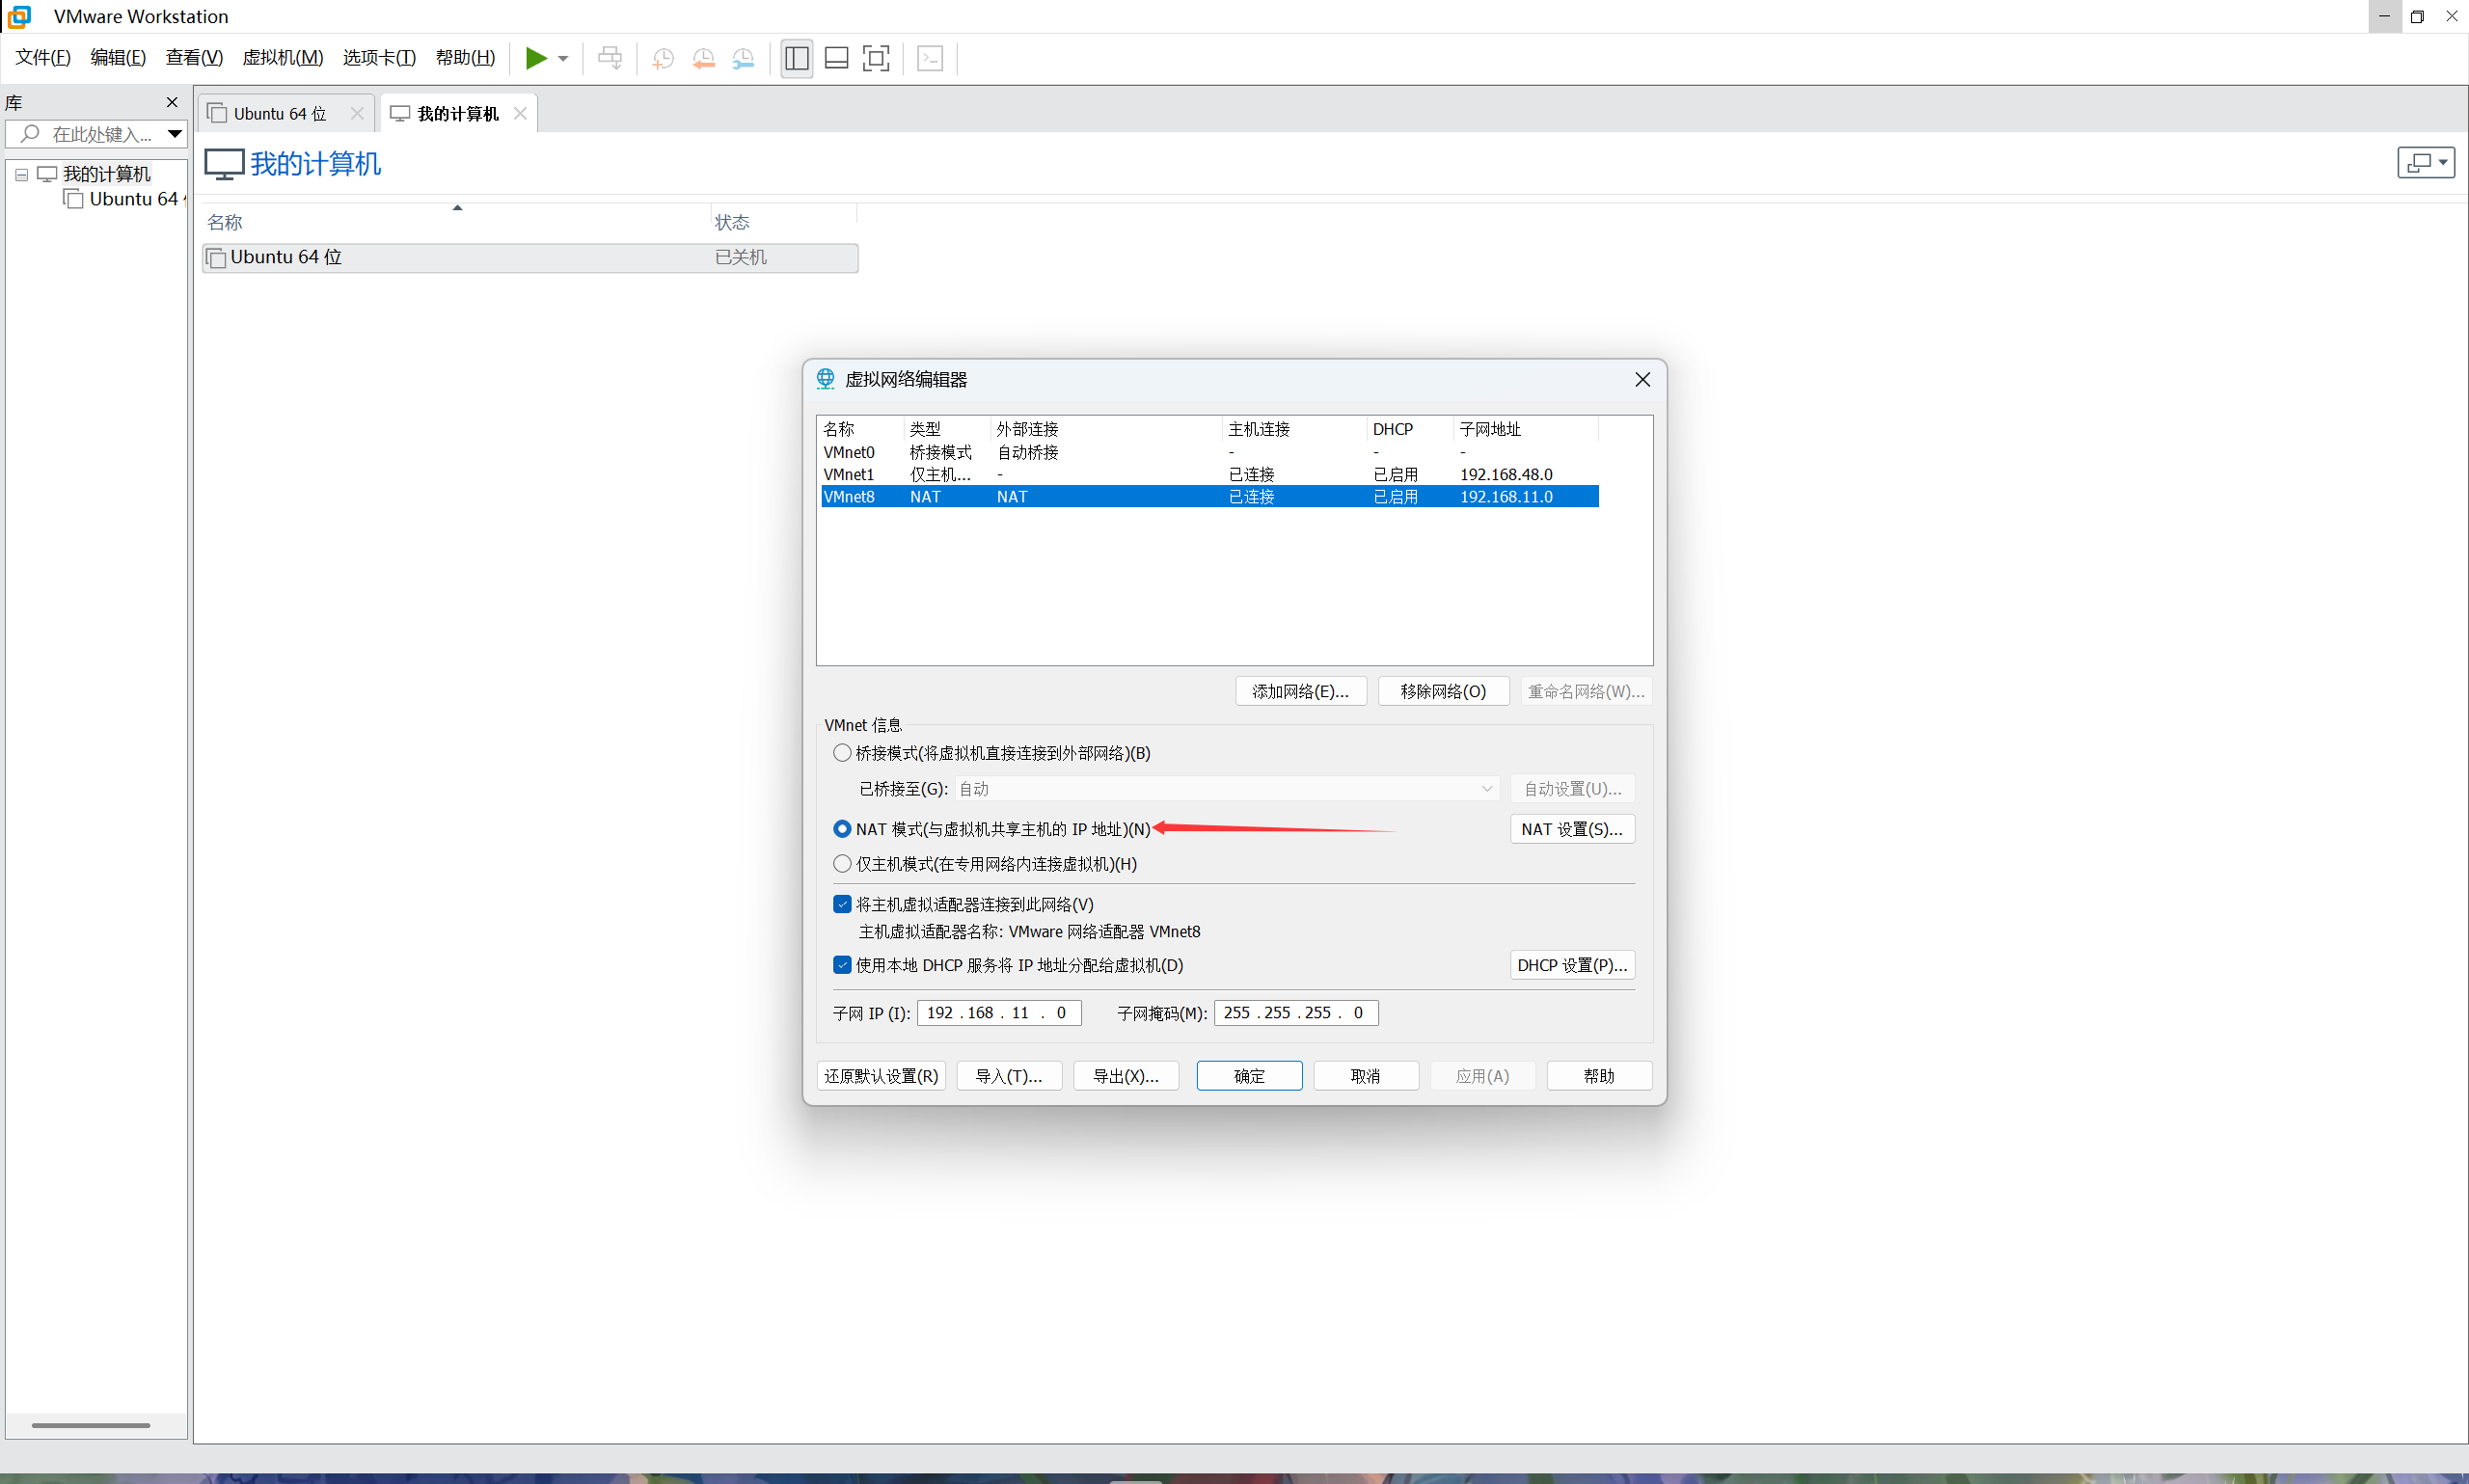 VMware Workstation
文件(F) 编辑(E) 查看(V) 虚拟机(M) 选项卡(T) 帮助(H)
库
在此处键入...
我的计算机
Ubuntu 64
Ubuntu 64 位
我的计算机
我的计算机
名称 状态
Ubuntu 64 位 已关机
虚拟网络编辑器
名称 类型 外部连接 主机连接 DHCP 子网地址
VMnet0 桥接模式 自动桥接 - - -
VMnet1 仅主机... - 已连接 已启用 192.168.48.0
VMnet8 NAT NAT 已连接 已启用 192.168.11.0
添加网络(E)... 移除网络(O) 重命名网络(W)...
VMnet 信息
桥接模式(将虚拟机直接连接到外部网络)(B)
已桥接至(G): 自动 自动设置(U)...
NAT 模式(与虚拟机共享主机的 IP 地址)(N) NAT 设置(S)...
仅主机模式(在专用网络内连接虚拟机)(H)
将主机虚拟适配器连接到此网络(V)
主机虚拟适配器名称: VMware 网络适配器 VMnet8
使用本地 DHCP 服务将 IP 地址分配给虚拟机(D) DHCP 设置(P)...
子网 IP (I): 192 . 168 . 11 . 0 子网掩码(M): 255 . 255 . 255 . 0
还原默认设置(R) 导入(T)... 导出(X)... 确定 取消 应用(A) 帮助